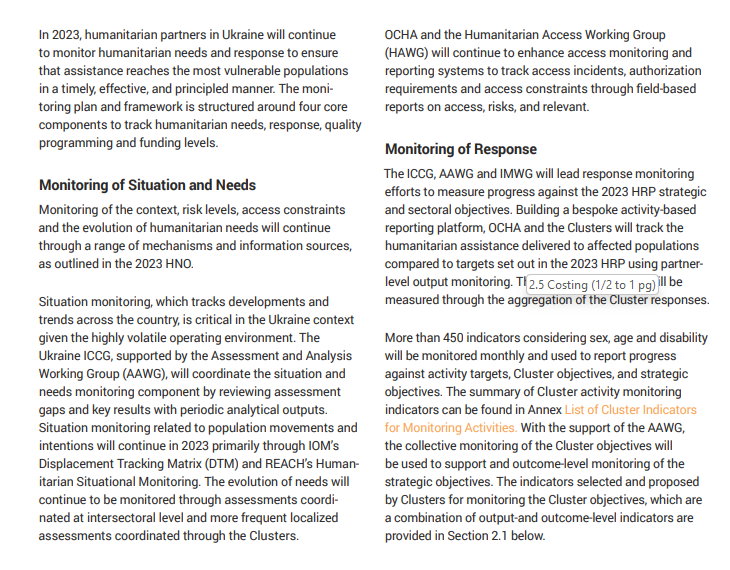 In 2023, humanitarian partners in Ukraine will continue
to monitor humanitarian needs and response to ensure
that assistance reaches the most vulnerable populations
in a timely, effective, and principled manner. The moni-
toring plan and framework is structured around four core
components to track humanitarian needs, response, quality
programming and funding levels.
Monitoring of Situation and Needs
Monitoring of the context, risk levels, access constraints
and the evolution of humanitarian needs will continue
through a range of mechanisms and information sources,
as outlined in the 2023 HNO.
Situation monitoring, which tracks developments and
trends across the country, is critical in the Ukraine context
given the highly volatile operating environment. The
Ukraine ICCG, supported by the Assessment and Analysis
Working Group (AAWG), will coordinate the situation and
needs monitoring component by reviewing assessment
gaps and key results with periodic analytical outputs.
Situation monitoring related to population movements and
intentions will continue in 2023 primarily through IOM's
Displacement Tracking Matrix (DTM) and REACH's Human-
itarian Situational Monitoring. The evolution of needs will
continue to be monitored through assessments coordi-
nated at intersectoral level and more frequent localized
assessments coordinated through the Clusters.
OCHA and the Humanitarian Access Working Group
(HAWG) will continue to enhance access monitoring and
reporting systems to track access incidents, authorization
requirements and access constraints through field-based
reports on access, risks, and relevant.
Monitoring of Response
The ICCG, AAWG and IMWG will lead response monitoring
efforts to measure progress against the 2023 HRP strategic
and sectoral objectives. Building a bespoke activity-based
reporting platform, OCHA and the Clusters will track the
humanitarian assistance delivered to affected populations
compared to targets set out in the 2023 HRP using partner-
level output monitoring. 2.5 Costing (1/2 to 1 pg) ill be
measured through the aggregation of the Cluster responses.
More than 450 indicators considering sex, age and disability
will be monitored monthly and used to report progress
against activity targets, Cluster objectives, and strategic
objectives. The summary of Cluster activity monitoring
indicators can be found in Annex List of Cluster Indicators
for Monitoring Activities. With the support of the AAWG,
the collective monitoring of the Cluster objectives will
be used to support and outcome-level monitoring of the
strategic objectives. The indicators selected and proposed
by Clusters for monitoring the Cluster objectives, which are
a combination of output-and outcome-level indicators are
provided in Section 2.1 below.